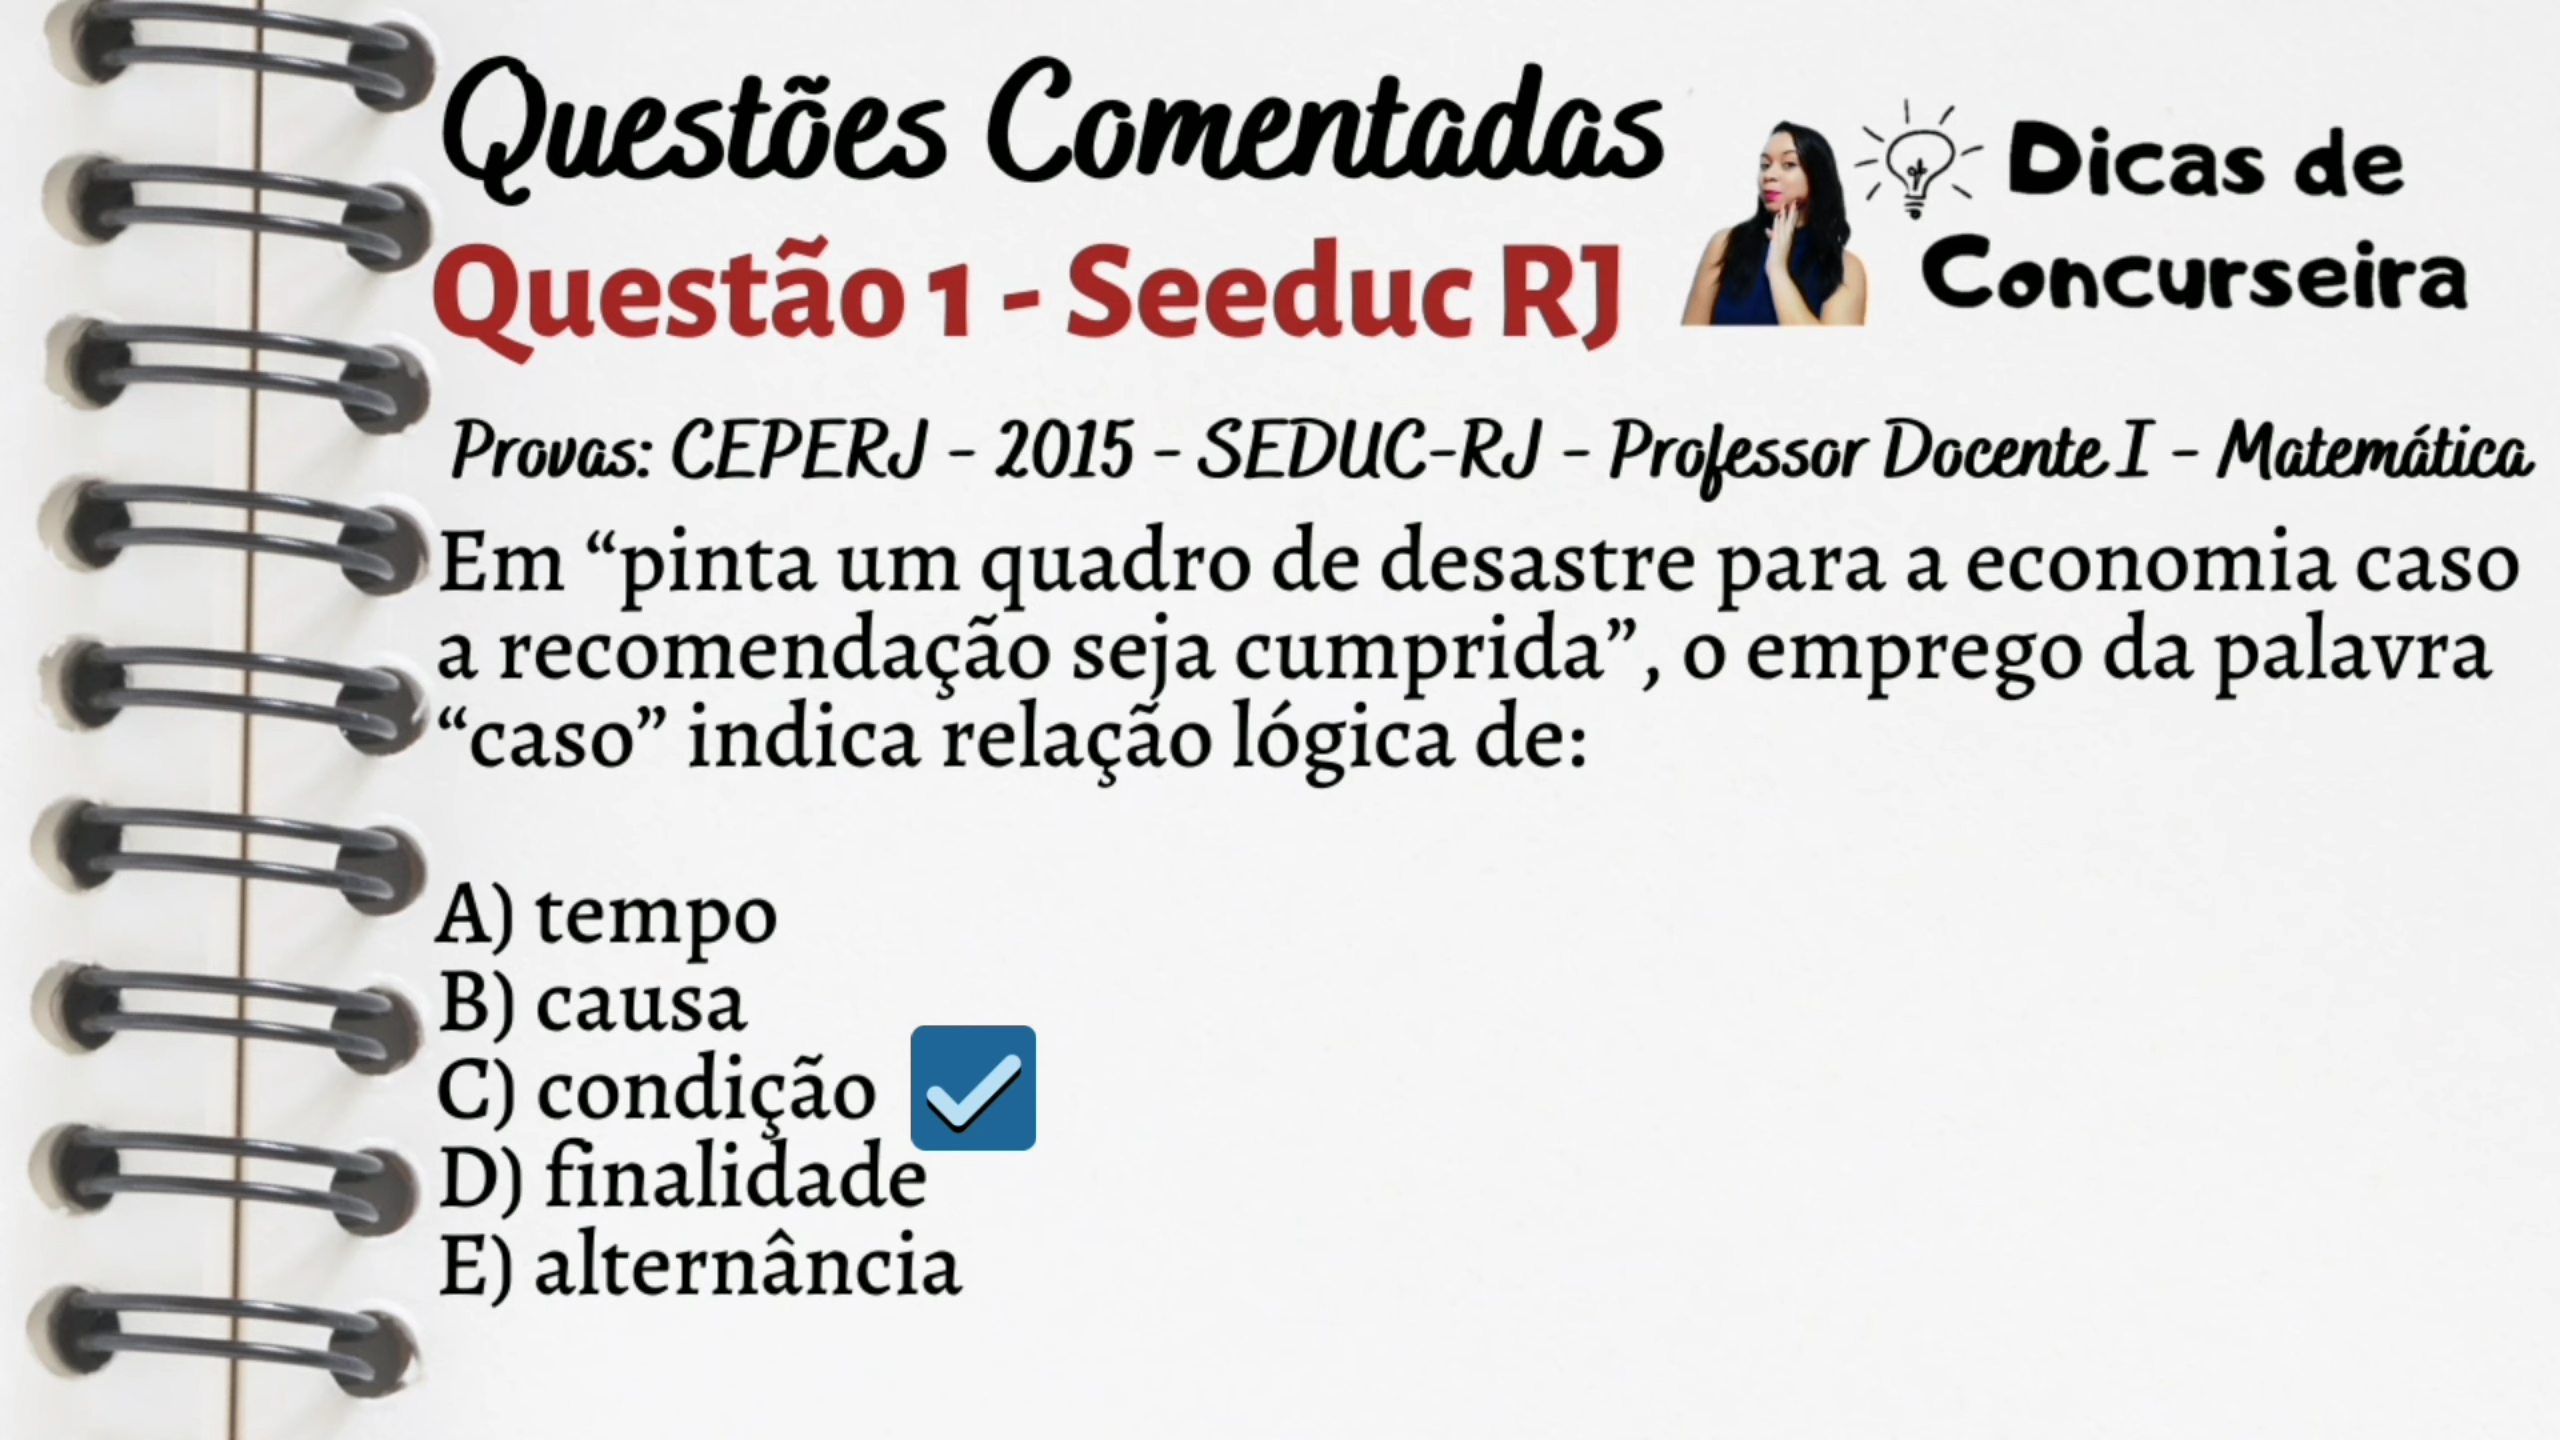 Questões Comentadas
Dicas de
Concurseira
Questão 1 - Seeduc RJ
Provas: CEPERJ - 2015 - SEDUC-RJ - Professor Docente I - Matemática
Em “pinta um quadro de desastre para a economia caso
a recomendação seja cumprida”, o emprego da palavra
“caso” indica relação lógica de:
A) tempo
B) causa
C) condição
D) finalidade
E) alternância